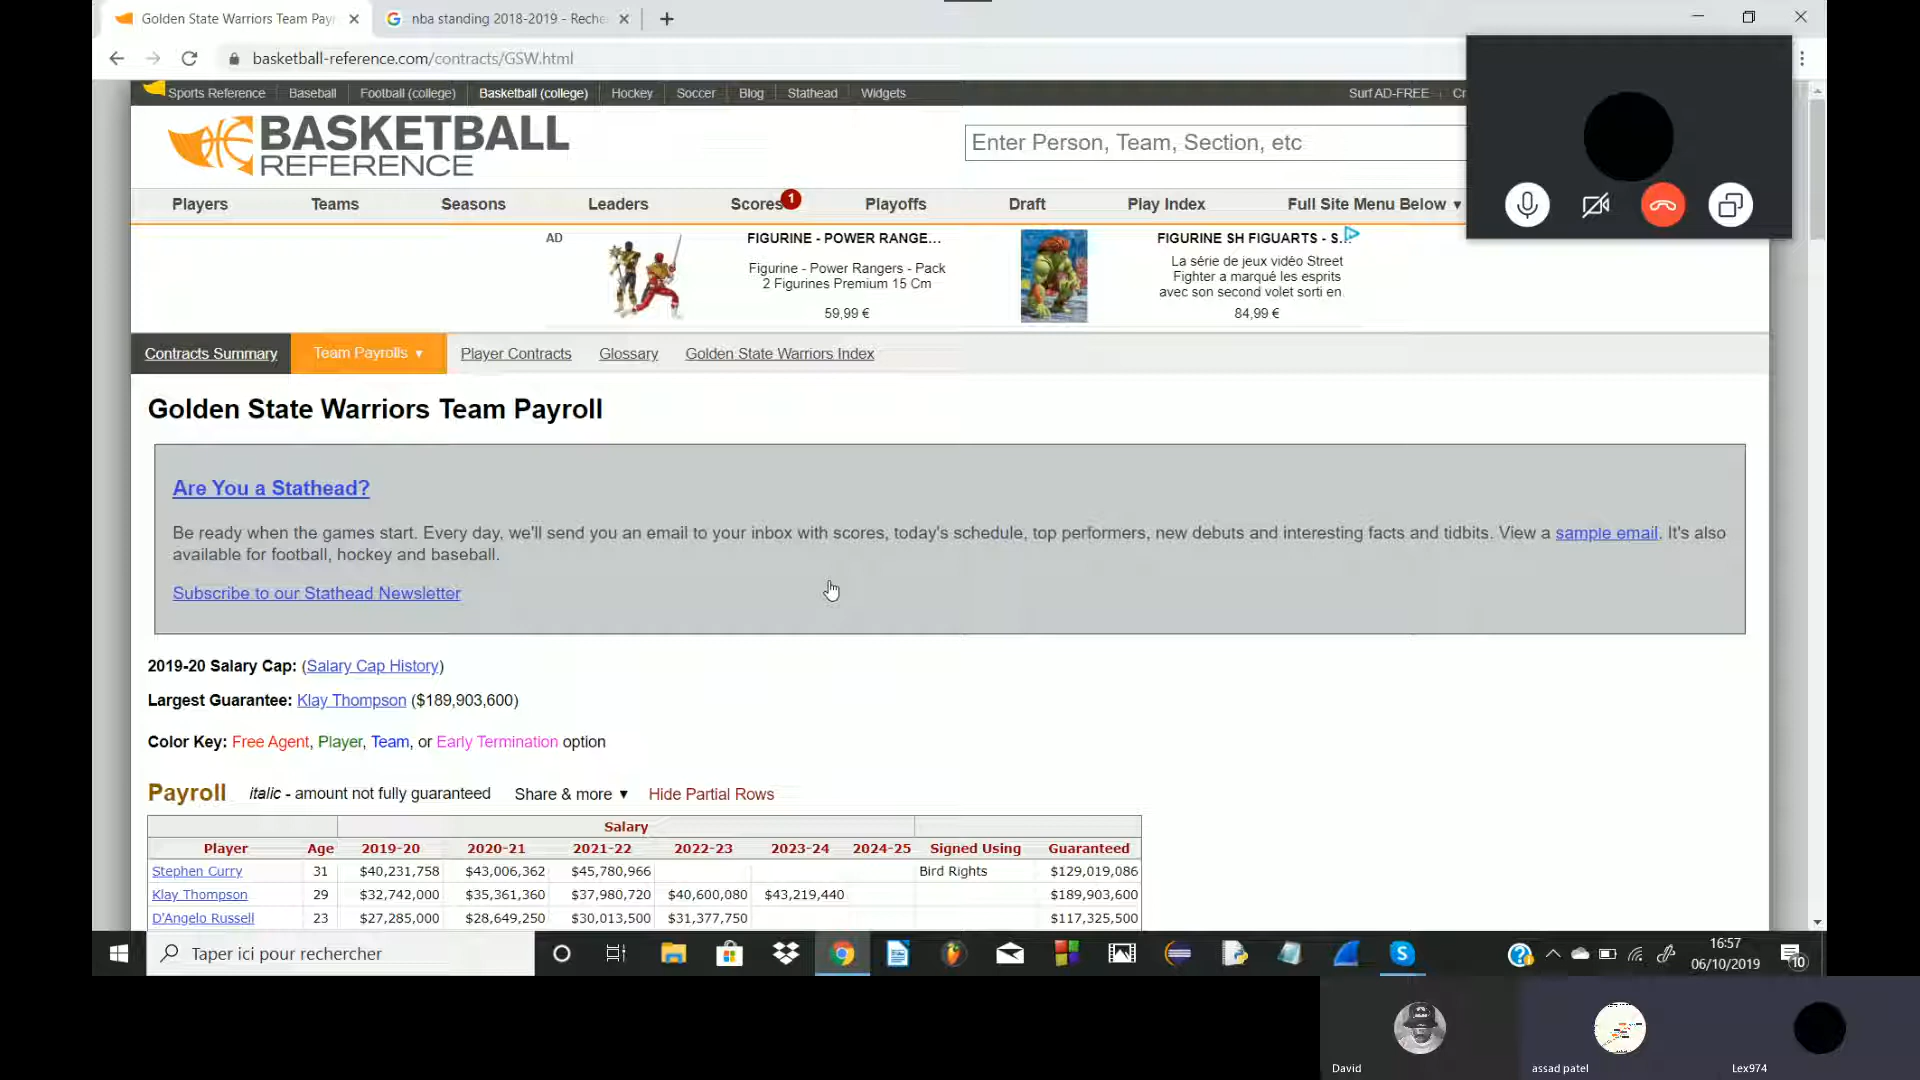 Golden State Warriors Team Pay
nba standing 2018-2019 - Reche
basketball-reference.com/contracts/GSW.html
Sports Reference Baseball Football (college) Basketball (college) Hockey Soccer Blog Stathead Widgets Surf AD-FREE Cr
BASKETBALL
REFERENCE
Enter Person, Team, Section, etc
Players Teams Seasons Leaders Scores 1 Playoffs Draft Play Index Full Site Menu Below ▼
AD
FIGURINE - POWER RANGE...
Figurine - Power Rangers - Pack
2 Figurines Premium 15 Cm
59,99 €
FIGURINE SH FIGUARTS - S...
La série de jeux vidéo Street
Fighter a marqué les esprits
avec son second volet sorti en
84,99 €
Contracts Summary Team Payrolls ▼ Player Contracts Glossary Golden State Warriors Index
Golden State Warriors Team Payroll
Are You a Stathead?
Be ready when the games start. Every day, we'll send you an email to your inbox with scores, today's schedule, top performers, new debuts and interesting facts and tidbits. View a sample email. It's also
available for football, hockey and baseball.
Subscribe to our Stathead Newsletter
2019-20 Salary Cap: (Salary Cap History)
Largest Guarantee: Klay Thompson ($189,903,600)
Color Key: Free Agent, Player, Team, or Early Termination option
Payroll italic - amount not fully guaranteed Share & more ▼ Hide Partial Rows
Salary
Player Age 2019-20 2020-21 2021-22 2022-23 2023-24 2024-25 Signed Using Guaranteed
Stephen Curry 31 $40,231,758 $43,006,362 $45,780,966 Bird Rights $129,019,086
Klay Thompson 29 $32,742,000 $35,361,360 $37,980,720 $40,600,080 $43,219,440 $189,903,600
D'Angelo Russell 23 $27,285,000 $28,649,250 $30,013,500 $31,377,750 $117,325,500
Taper ici pour rechercher
16:57
06/10/2019
10
David
assad patel
Lex974